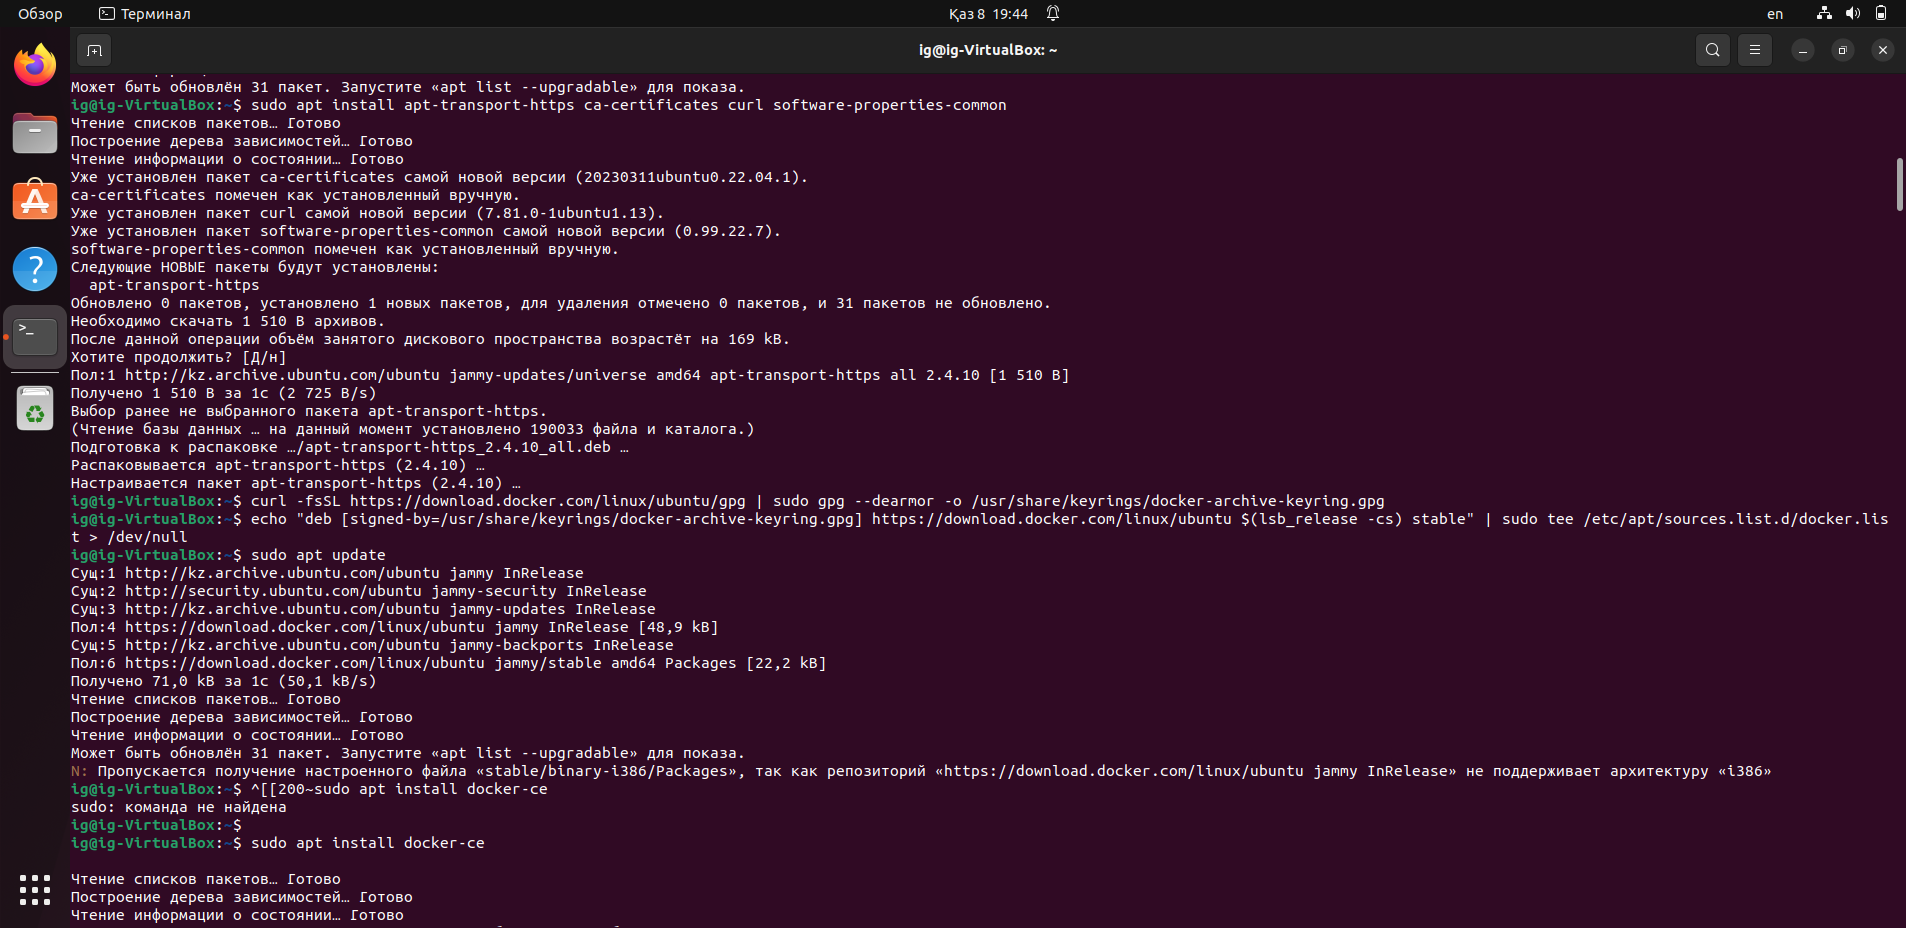 Обзор
Терминал
Қаз 8 19:44
en
ig@ig-VirtualBox: ~
Может быть обновлён 31 пакет. Запустите «apt list --upgradable» для показа.
ig@ig-VirtualBox:~$ sudo apt install apt-transport-https ca-certificates curl software-properties-common
Чтение списков пакетов… Готово
Построение дерева зависимостей… Готово
Чтение информации о состоянии… Готово
Уже установлен пакет ca-certificates самой новой версии (20230311ubuntu0.22.04.1).
ca-certificates помечен как установленный вручную.
Уже установлен пакет curl самой новой версии (7.81.0-1ubuntu1.13).
Уже установлен пакет software-properties-common самой новой версии (0.99.22.7).
software-properties-common помечен как установленный вручную.
Следующие НОВЫЕ пакеты будут установлены:
  apt-transport-https
Обновлено 0 пакетов, установлено 1 новых пакетов, для удаления отмечено 0 пакетов, и 31 пакетов не обновлено.
Необходимо скачать 1 510 B архивов.
После данной операции объём занятого дискового пространства возрастёт на 169 kB.
Хотите продолжить? [Д/н]
Пол:1 http://kz.archive.ubuntu.com/ubuntu jammy-updates/universe amd64 apt-transport-https all 2.4.10 [1 510 B]
Получено 1 510 B за 1с (2 725 B/s)
Выбор ранее не выбранного пакета apt-transport-https.
(Чтение базы данных … на данный момент установлено 190033 файла и каталога.)
Подготовка к распаковке …/apt-transport-https_2.4.10_all.deb …
Распаковывается apt-transport-https (2.4.10) …
Настраивается пакет apt-transport-https (2.4.10) …
ig@ig-VirtualBox:~$ curl -fsSL https://download.docker.com/linux/ubuntu/gpg | sudo gpg --dearmor -o /usr/share/keyrings/docker-archive-keyring.gpg
ig@ig-VirtualBox:~$ echo "deb [signed-by=/usr/share/keyrings/docker-archive-keyring.gpg] https://download.docker.com/linux/ubuntu $(lsb_release -cs) stable" | sudo tee /etc/apt/sources.list.d/docker.lis
t > /dev/null
ig@ig-VirtualBox:~$ sudo apt update
Сущ:1 http://kz.archive.ubuntu.com/ubuntu jammy InRelease
Сущ:2 http://security.ubuntu.com/ubuntu jammy-security InRelease
Сущ:3 http://kz.archive.ubuntu.com/ubuntu jammy-updates InRelease
Пол:4 https://download.docker.com/linux/ubuntu jammy InRelease [48,9 kB]
Сущ:5 http://kz.archive.ubuntu.com/ubuntu jammy-backports InRelease
Пол:6 https://download.docker.com/linux/ubuntu jammy/stable amd64 Packages [22,2 kB]
Получено 71,0 kB за 1с (50,1 kB/s)
Чтение списков пакетов… Готово
Построение дерева зависимостей… Готово
Чтение информации о состоянии… Готово
Может быть обновлён 31 пакет. Запустите «apt list --upgradable» для показа.
N: Пропускается получение настроенного файла «stable/binary-i386/Packages», так как репозиторий «https://download.docker.com/linux/ubuntu jammy InRelease» не поддерживает архитектуру «i386»
ig@ig-VirtualBox:~$ ^[[200~sudo apt install docker-ce
sudo: команда не найдена
ig@ig-VirtualBox:~$
ig@ig-VirtualBox:~$ sudo apt install docker-ce
Чтение списков пакетов… Готово
Построение дерева зависимостей… Готово
Чтение информации о состоянии… Готово